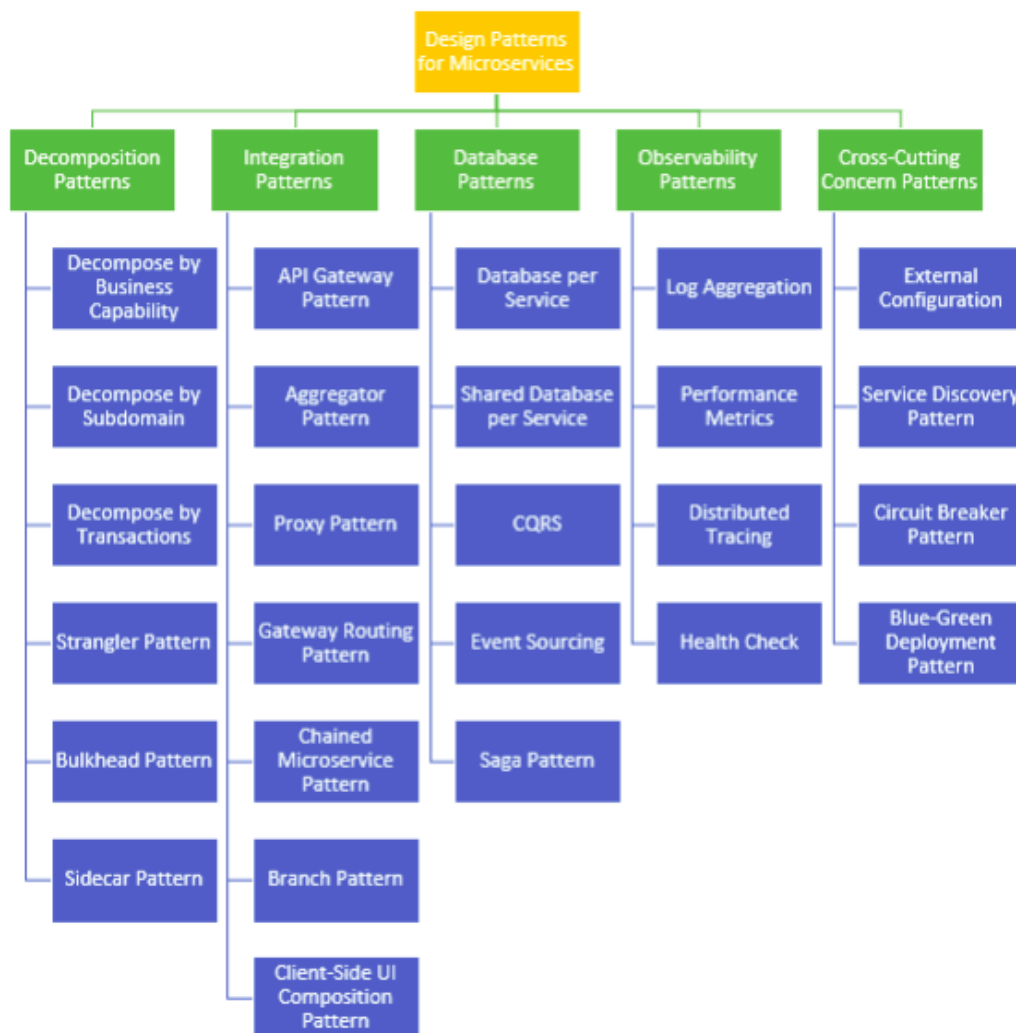 Design Patterns
for Microservices
Decomposition
Patterns
Integration
Patterns
Database
Patterns
Observability
Patterns
Cross-Cutting
Concern Patterns
Decompose by
Business
Capability
Decompose by
Subdomain
Decompose by
Transactions
Strangler Pattern
Bulkhead Pattern
Sidecar Pattern
API Gateway
Pattern
Aggregator
Pattern
Proxy Pattern
Gateway Routing
Pattern
Chained
Microservice
Pattern
Branch Pattern
Client-Side UI
Composition
Pattern
Database per
Service
Shared Database
per Service
CQRS
Event Sourcing
Saga Pattern
Log Aggregation
Performance
Metrics
Distributed
Tracing
Health Check
External
Configuration
Service Discovery
Pattern
Circuit Breaker
Pattern
Blue-Green
Deployment
Pattern